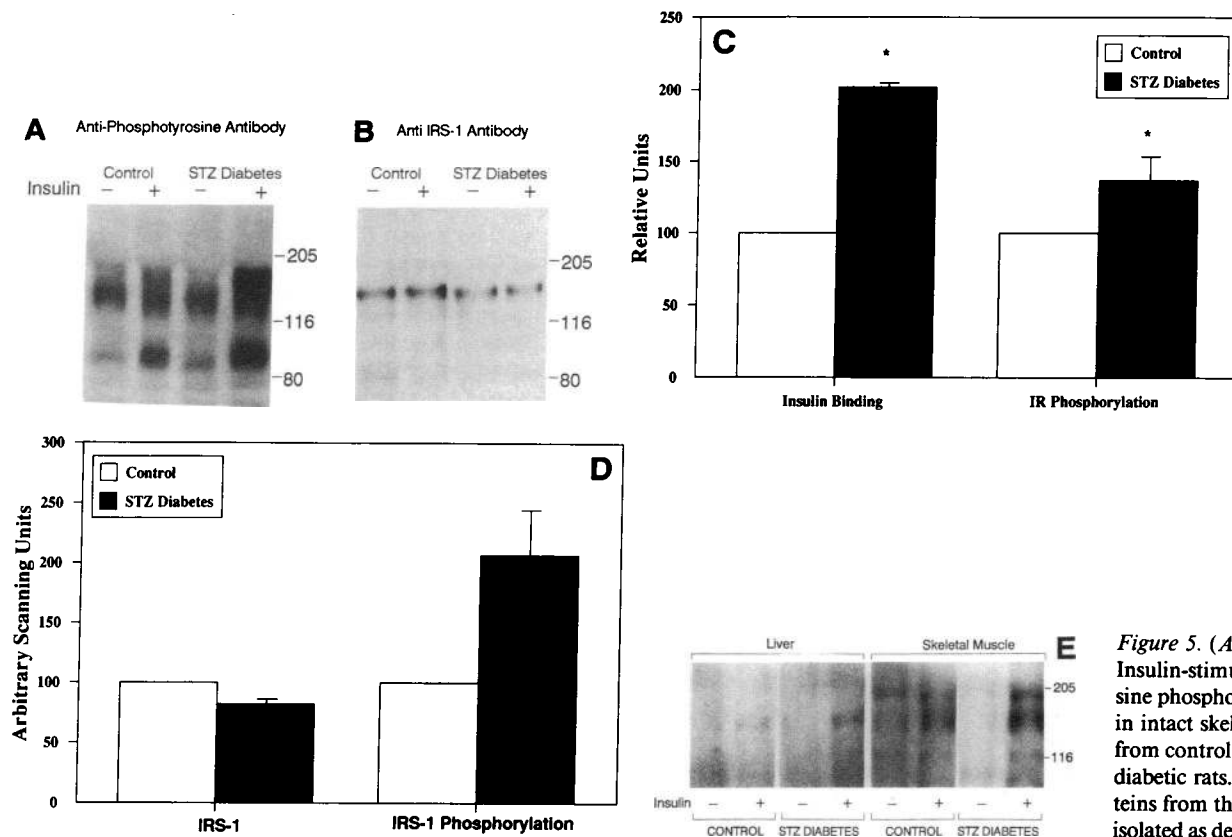 A Anti-Phosphotyrosine Antibody
Control STZ Diabetes
Insulin − + − +
-205
-116
-80
B Anti IRS-1 Antibody
Control STZ Diabetes
− + − +
-205
-116
-80
C
Control
STZ Diabetes
Relative Units
250
200
150
100
50
0
*
*
Insulin Binding IR Phosphorylation
D
Control
STZ Diabetes
Arbitrary Scanning Units
300
250
200
150
100
50
0
IRS-1 IRS-1 Phosphorylation
Liver Skeletal Muscle E
-205
-116
Insulin − + − + − + − +
CONTROL STZ DIABETES CONTROL STZ DIABETES
Figure 5. (A
Insulin-stimu
sine phospho
in intact skel
from control
diabetic rats.
teins from th
isolated as de